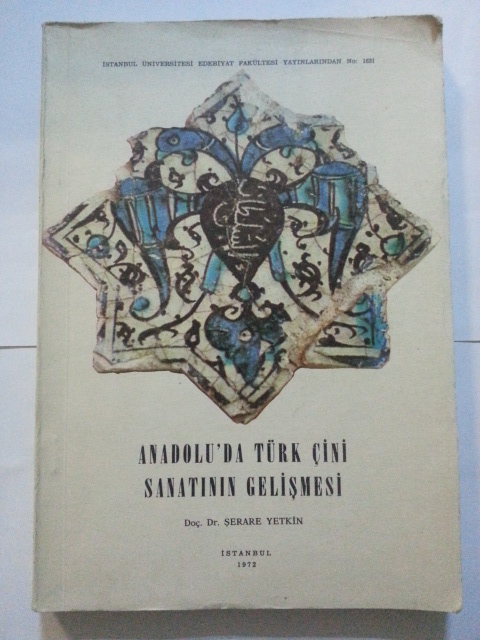 İSTANBUL ÜNİVERSİTESİ EDEBİYAT FAKÜLTESİ YAYINLARINDAN No: 1631
ANADOLU'DA TÜRK ÇİNİ
SANATININ GELİŞMESİ
Doç. Dr. ŞERARE YETKİN
İSTANBUL
1972